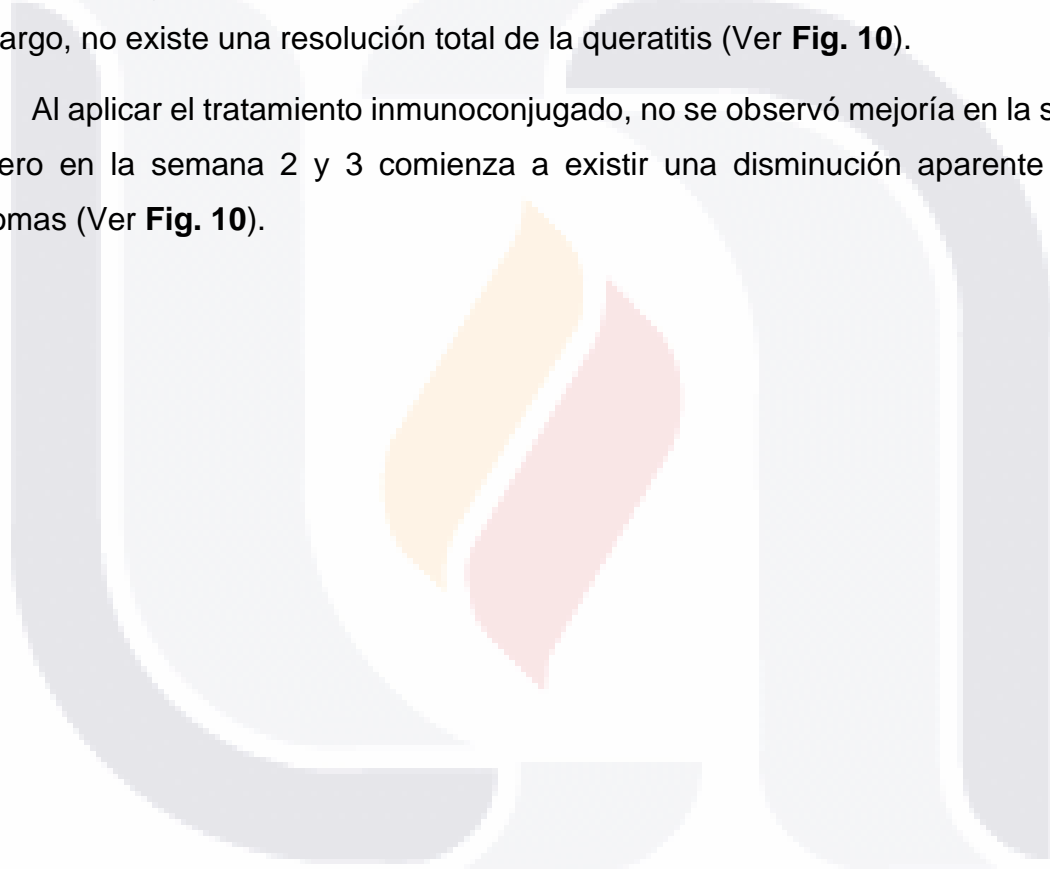 argo, no existe una resolución total de la queratitis (Ver Fig. 10).
Al aplicar el tratamiento inmunoconjugado, no se observó mejoría en la s
ero en la semana 2 y 3 comienza a existir una disminución aparente
omas (Ver Fig. 10).